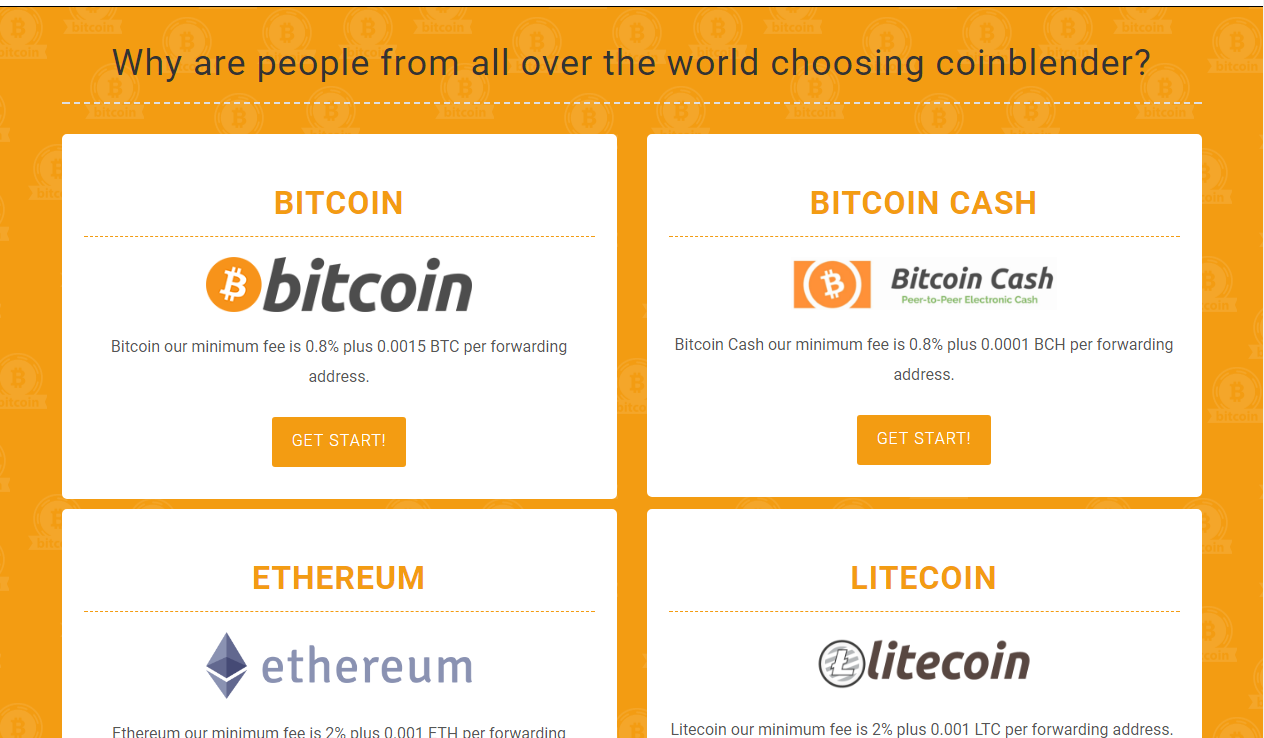 Why are people from all over the world choosing coinblender?
BITCOIN
bitcoin
Bitcoin our minimum fee is 0.8% plus 0.0015 BTC per forwarding
address.
GET START!
BITCOIN CASH
Bitcoin Cash
Peer-to-Peer Electronic Cash
Bitcoin Cash our minimum fee is 0.8% plus 0.0001 BCH per forwarding
address.
GET START!
ETHEREUM
ethereum
Ethereum our minimum fee is 2% plus 0.001 ETH per forwarding
LITECOIN
litecoin
Litecoin our minimum fee is 2% plus 0.001 LTC per forwarding address.